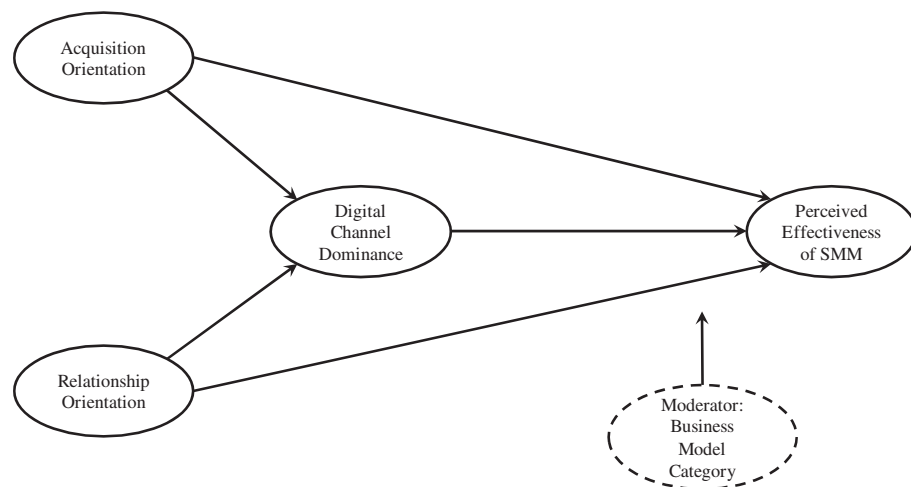 Acquisition
Orientation
Digital
Channel
Dominance
Perceived
Effectiveness
of SMM
Relationship
Orientation
Moderator:
Business
Model
Category